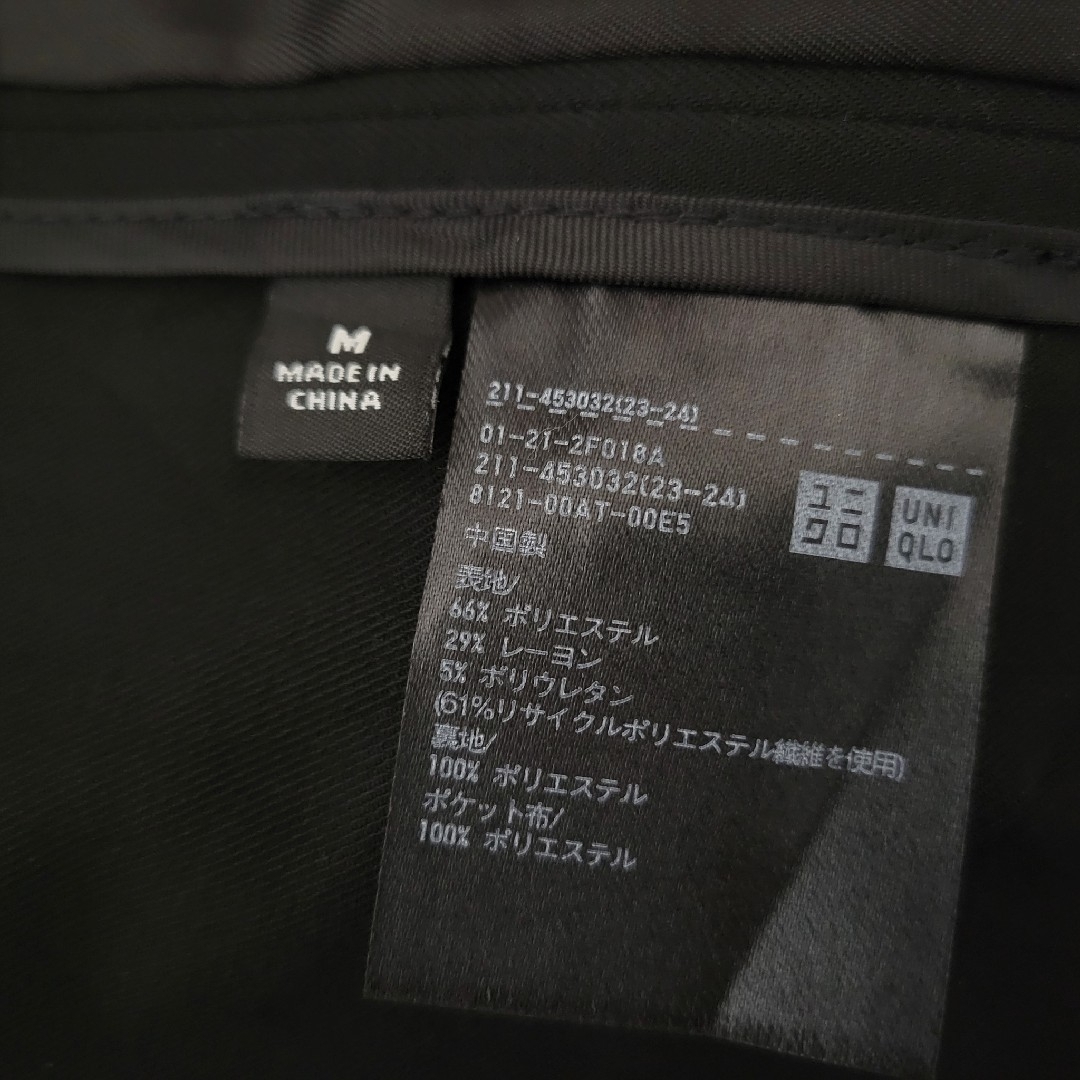 M
MADE IN
CHINA
211-453032(23-24)
01-21-2F018A
211-453032(23-24)
8121-00AT-00E5
中国製
表地/
66% ポリエステル
29% レーヨン
5% ポリウレタン
(61%リサイクルポリエステル繊維を使用)
裏地/
100% ポリエステル
ポケット布/
100% ポリエステル
ユニ
クロ
UNI
QLO